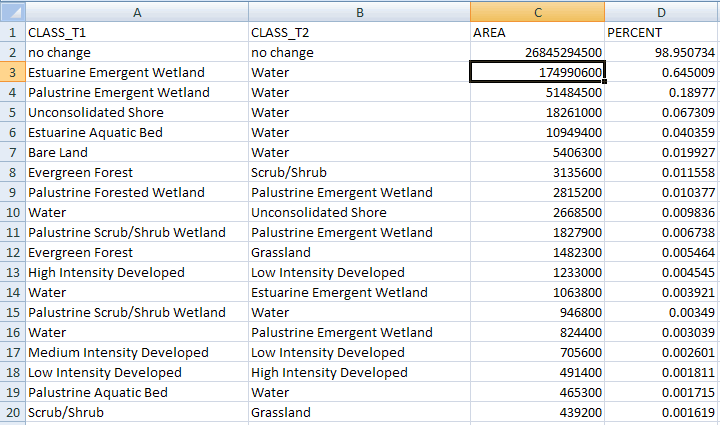 A B C D
1 CLASS_T1 CLASS_T2 AREA PERCENT
2 no change no change 26845294500 98.950734
3 Estuarine Emergent Wetland Water 174990600 0.645009
4 Palustrine Emergent Wetland Water 51484500 0.18977
5 Unconsolidated Shore Water 18261000 0.067309
6 Estuarine Aquatic Bed Water 10949400 0.040359
7 Bare Land Water 5406300 0.019927
8 Evergreen Forest Scrub/Shrub 3135600 0.011558
9 Palustrine Forested Wetland Palustrine Emergent Wetland 2815200 0.010377
10 Water Unconsolidated Shore 2668500 0.009836
11 Palustrine Scrub/Shrub Wetland Palustrine Emergent Wetland 1827900 0.006738
12 Evergreen Forest Grassland 1482300 0.005464
13 High Intensity Developed Low Intensity Developed 1233000 0.004545
14 Water Estuarine Emergent Wetland 1063800 0.003921
15 Palustrine Scrub/Shrub Wetland Water 946800 0.00349
16 Water Palustrine Emergent Wetland 824400 0.003039
17 Medium Intensity Developed Low Intensity Developed 705600 0.002601
18 Low Intensity Developed High Intensity Developed 491400 0.001811
19 Palustrine Aquatic Bed Water 465300 0.001715
20 Scrub/Shrub Grassland 439200 0.001619